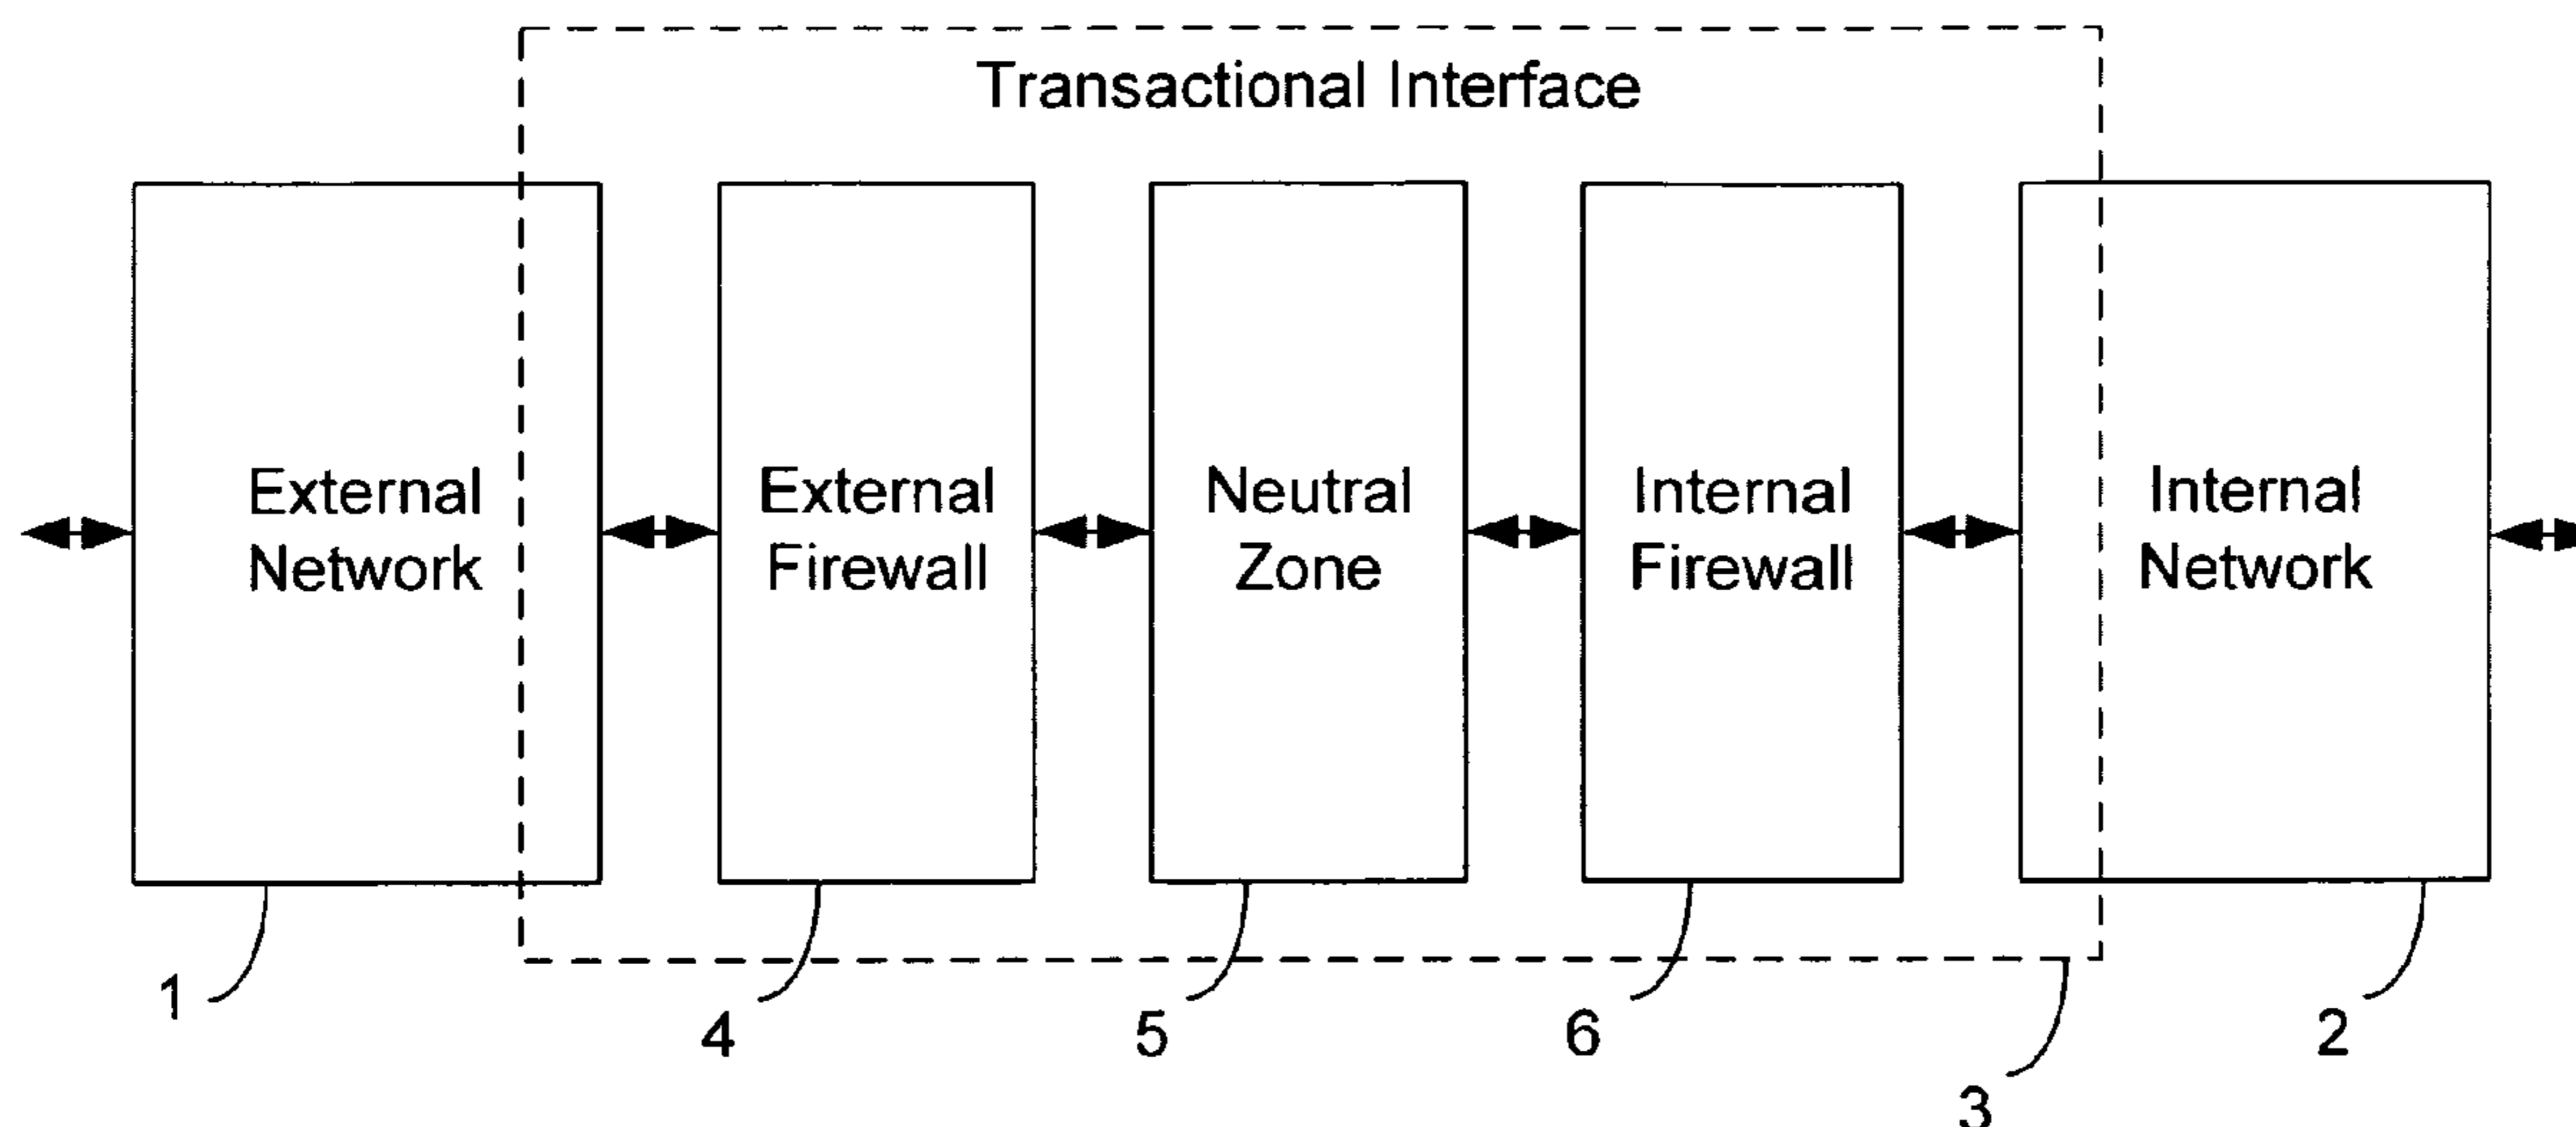 Transactional Interface
External
Network
External
Firewall
Neutral
Zone
Internal
Firewall
Internal
Network
1
4
5
6
3
2